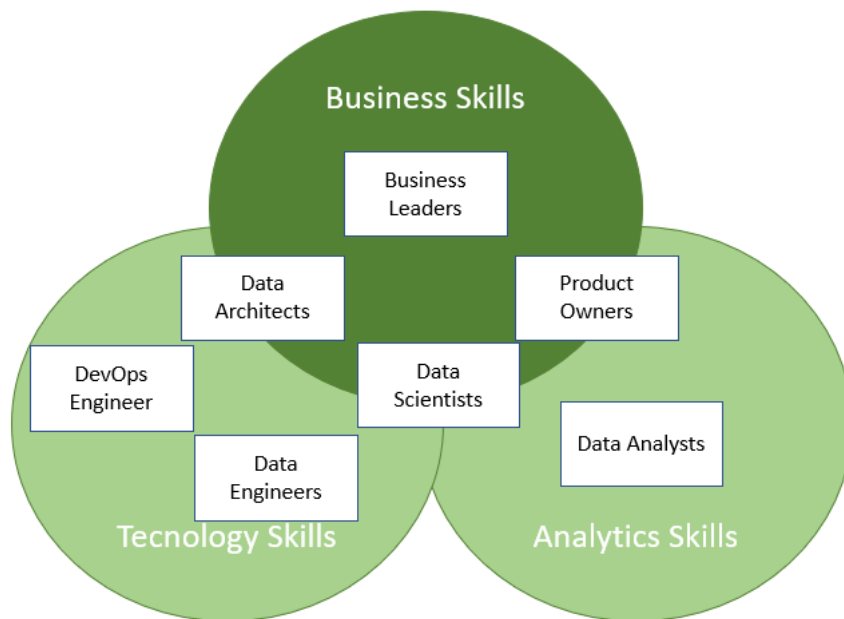 Business Skills
Business
Leaders
Data
Architects
Product
Owners
DevOps
Engineer
Data
Scientists
Data Analysts
Data
Engineers
Tecnology Skills
Analytics Skills